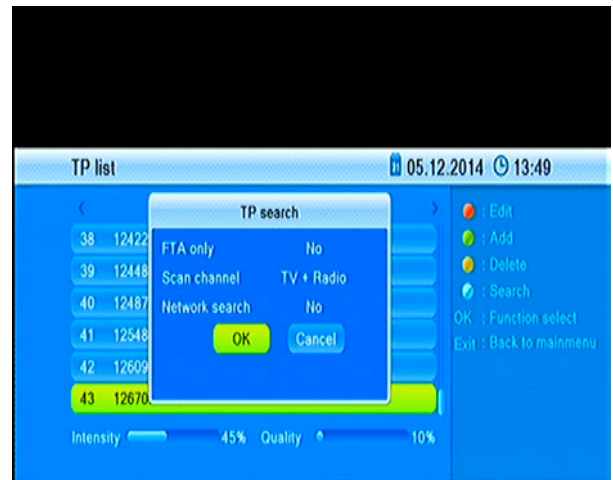 TP list
05.12.2014 13:49
TP search
FTA only No
Scan channel TV + Radio
Network search No
OK Cancel
38 12422
39 12448
40 12487
41 12548
42 12609
43 12670
Intensity 45% Quality 10%
: Edit
: Add
: Delete
: Search
OK : Function select
Exit : Back to mainmenu